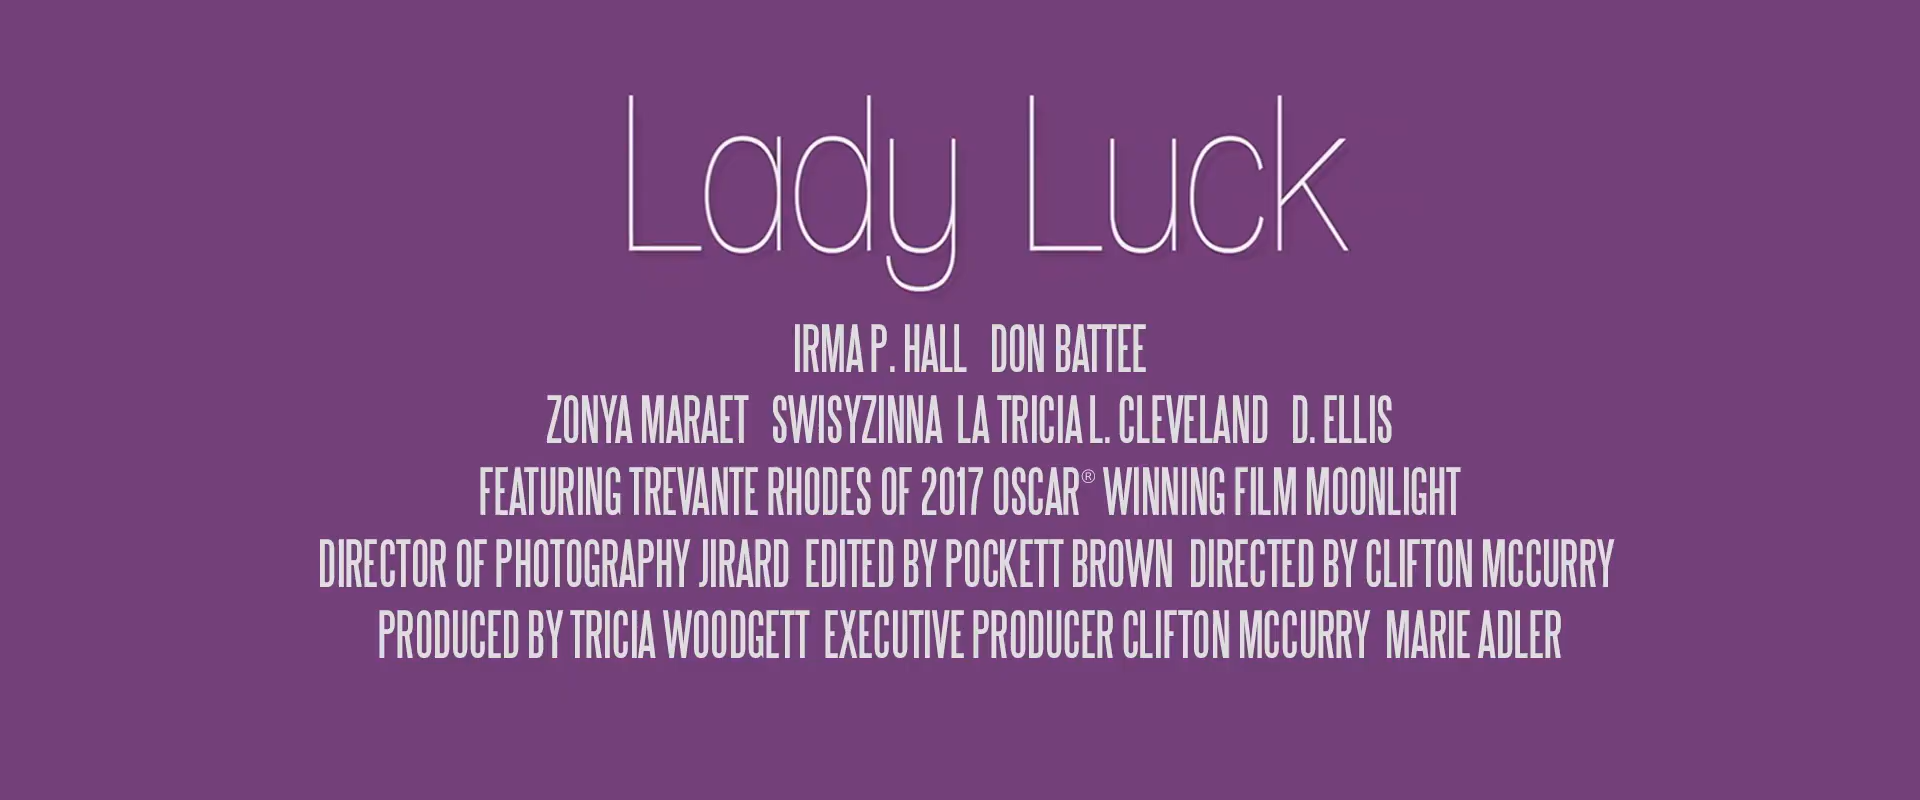 Lady Luck
IRMA P. HALL DON BATTEE
ZONYA MARAET SWISYZINNA LA TRICIA L. CLEVELAND D. ELLIS
FEATURING TREVANTE RHODES OF 2017 OSCAR® WINNING FILM MOONLIGHT
DIRECTOR OF PHOTOGRAPHY JIRARD EDITED BY POCKETT BROWN DIRECTED BY CLIFTON MCCURRY
PRODUCED BY TRICIA WOODGETT EXECUTIVE PRODUCER CLIFTON MCCURRY MARIE ADLER